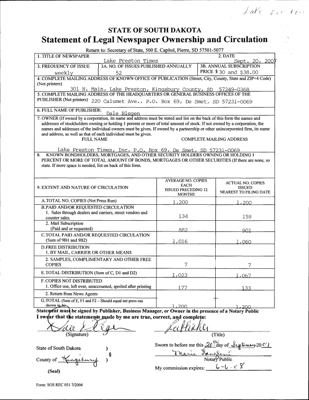 STATE OF SOUTH DAKOTA
Statement of Legal Newspaper Ownership and Circulation
Return to: Secretary of State, 500 E. Capitol, Pierre, SD 57501-5077
1. TITLE OF NEWSPAPER
Lake Preston Times
2. DATE
Sept. 20, 2007
3. FREQUENCY OF ISSUE
weekly
3A. NO. OF ISSUES PUBLISHED ANNUALLY
52
3B. ANNUAL SUBSCRIPTION
PRICE $ 30 and $38.00
4. COMPLETE MAILING ADDRESS OF KNOWN OFFICE OF PUBLICATION (Street, City, County, State and ZIP+4 Code)
(Not printers)
301 N. Main, Lake Preston, Kingsbury County, SD 57249-0368
5. COMPLETE MAILING ADDRESS OF THE HEADQUARTERS OR GENERAL BUSINESS OFFICES OF THE
PUBLISHER (Not printers) 220 Calumet Ave., P.O. Box 69, De Smet, SD 57231-0069
6. FULL NAME OF PUBLISHER:
Dale Blegen
7. OWNER (If owned by a corporation, its name and address must be stated and list on the back of this form the names and
addresses of stockholders owning or holding 1 percent or more of total amount of stock. If not owned by a corporation, the
names and addresses of the individual owners must be given. If owned by a partnership or other unincorporated firm, its name
and address, as well as that of each individual must be given.
FULL NAME COMPLETE MAILING ADDRESS
Lake Preston Times, Inc. P.O. Box 69, De Smet, SD 57231-0069
8. KNOWN BONDHOLDERS, MORTGAGES, AND OTHER SECURITY HOLDERS OWNING OR HOLDING 1
PERCENT OR MORE OF TOTAL AMOUNT OF BONDS, MORTGAGES OR OTHER SECURITIES (If there are none, so
state. If more space is needed, list on back of this form.
9. EXTENT AND NATURE OF CIRCULATION
AVERAGE NO. COPIES
EACH
ISSUED PRECEDING 12
MONTHS
ACTUAL NO. COPIES
ISSUED
NEAREST TO FILING DATE
A. TOTAL NO. COPIES (Net Press Run)
1,200
1,200
B. PAID AND/OR REQUESTED CIRCULATION
1. Sales through dealers and carriers, street vendors and
counter sales.
134
159
2. Mail Subscription
(Paid and/or requested)
882
901
C. TOTAL PAID AND/OR REQUESTED CIRCULATION
(Sum of 9B1 and 9B2)
1,016
1,060
D. FREE DISTRIBUTION
1. BY MAIL, CARRIER OR OTHER MEANS
2. SAMPLES, COMPLIMENTARY AND OTHER FREE
COPIES
7
7
E. TOTAL DISTRIBUTION (Sum of C, D1 and D2)
1,023
1,067
F. COPIES NOT DISTRIBUTED
1. Office use, left over, unaccounted, spoiled after printing
177
133
2. Return from News Agents
G. TOTAL (Sum of E, F1 and F2 - Should equal net press run
shown in 9A)
1,200
1,200
Statement must be signed by Publisher, Business Manager, or Owner in the presence of a Notary Public
I swear that the statements made by me are true, correct, and complete:
Publisher
(Signature)
(Title)
State of South Dakota )
§
County of Kingsbury )
(Seal)
Sworn to before me this 20th day of September 2007
Notary Public
My commission expires: 6-6-08
Form: SOS REC 051 7/2004